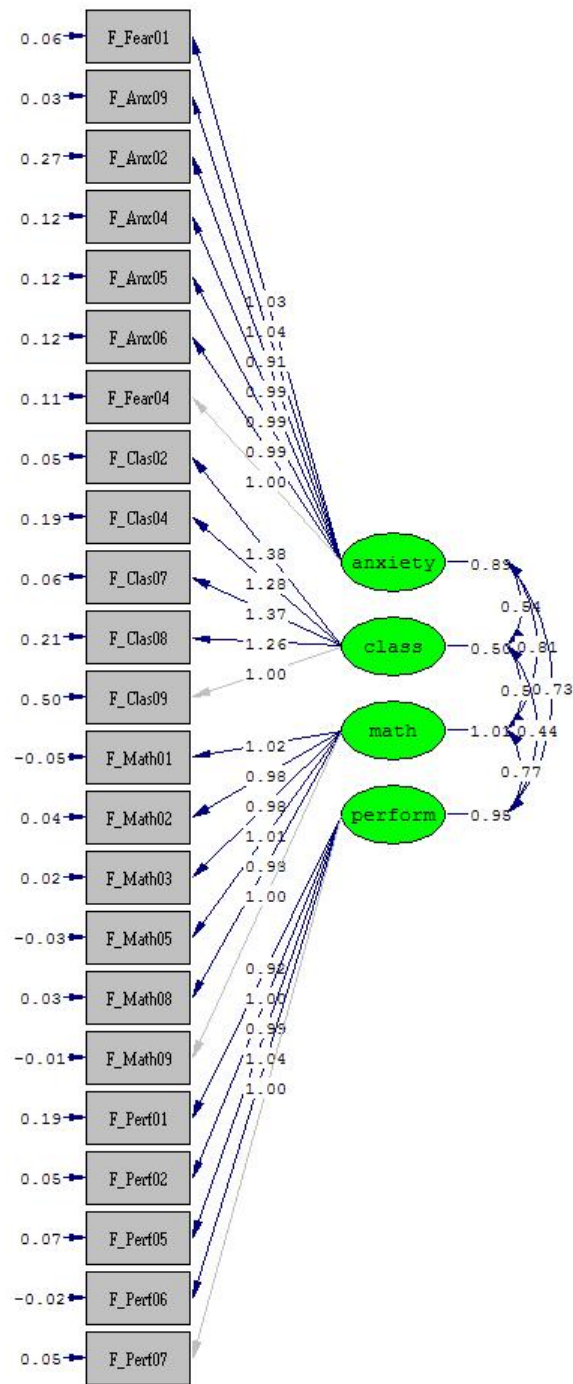 0.06 F_Fear01
0.03 F_Anx09
0.27 F_Anx02
0.12 F_Anx04
0.12 F_Anx05
0.12 F_Anx06
0.11 F_Fear04
0.05 F_Clas02
0.19 F_Clas04
0.06 F_Clas07
0.21 F_Clas08
0.50 F_Clas09
-0.05 F_Math01
0.04 F_Math02
0.02 F_Math03
-0.03 F_Math05
0.03 F_Math08
-0.01 F_Math09
0.19 F_Perf01
0.05 F_Perf02
0.07 F_Perf05
-0.02 F_Perf06
0.05 F_Perf07
1.03
1.04
0.91
0.99
0.99
0.99
1.00
1.38
1.28
1.37
1.26
1.00
1.02
0.98
0.98
1.01
0.93
1.00
0.92
1.00
0.99
1.04
1.00
anxiety 0.89
class 0.50
math 1.01
perform 0.95
0.54
0.81
0.73
0.44
0.77